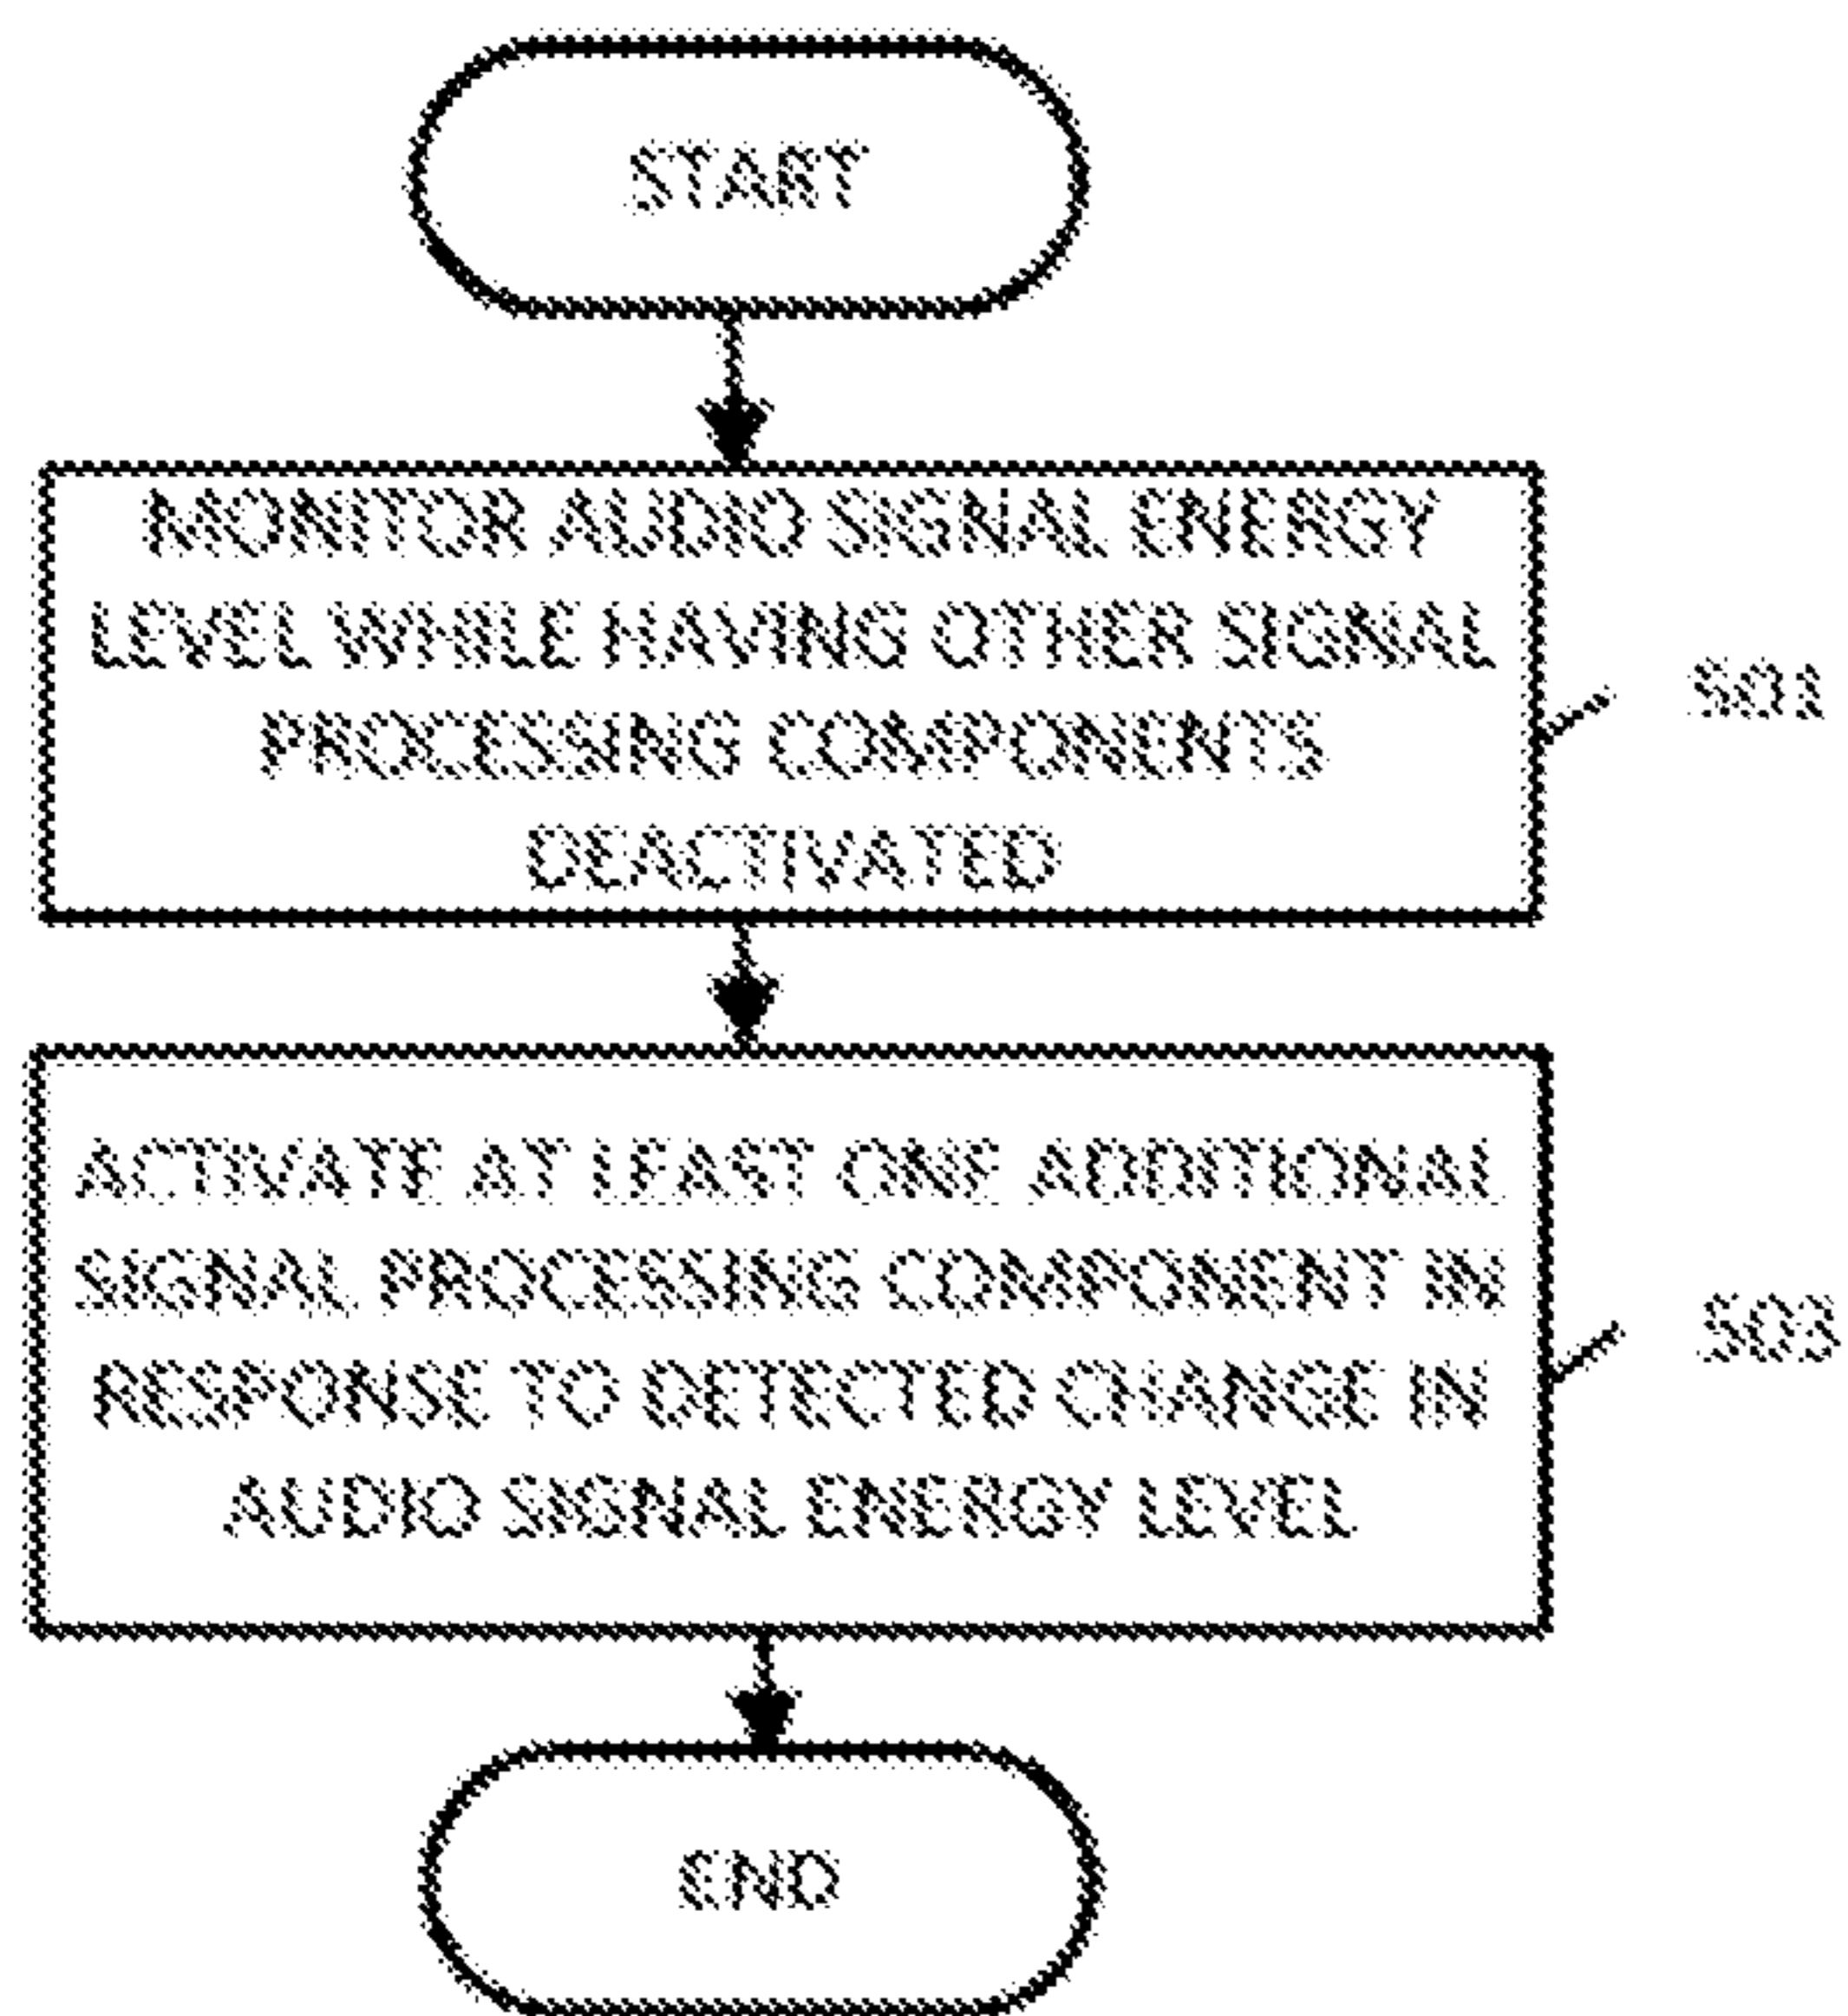 START
MONITOR AUDIO SIGNAL ENERGY
LEVEL WHILE HAVING OTHER SIGNAL
PROCESSING COMPONENTS
DEACTIVATED
ACTIVATE AT LEAST ONE ADDITIONAL
SIGNAL PROCESSING COMPONENT IN
RESPONSE TO DETECTED CHANGE IN
AUDIO SIGNAL ENERGY LEVEL
END